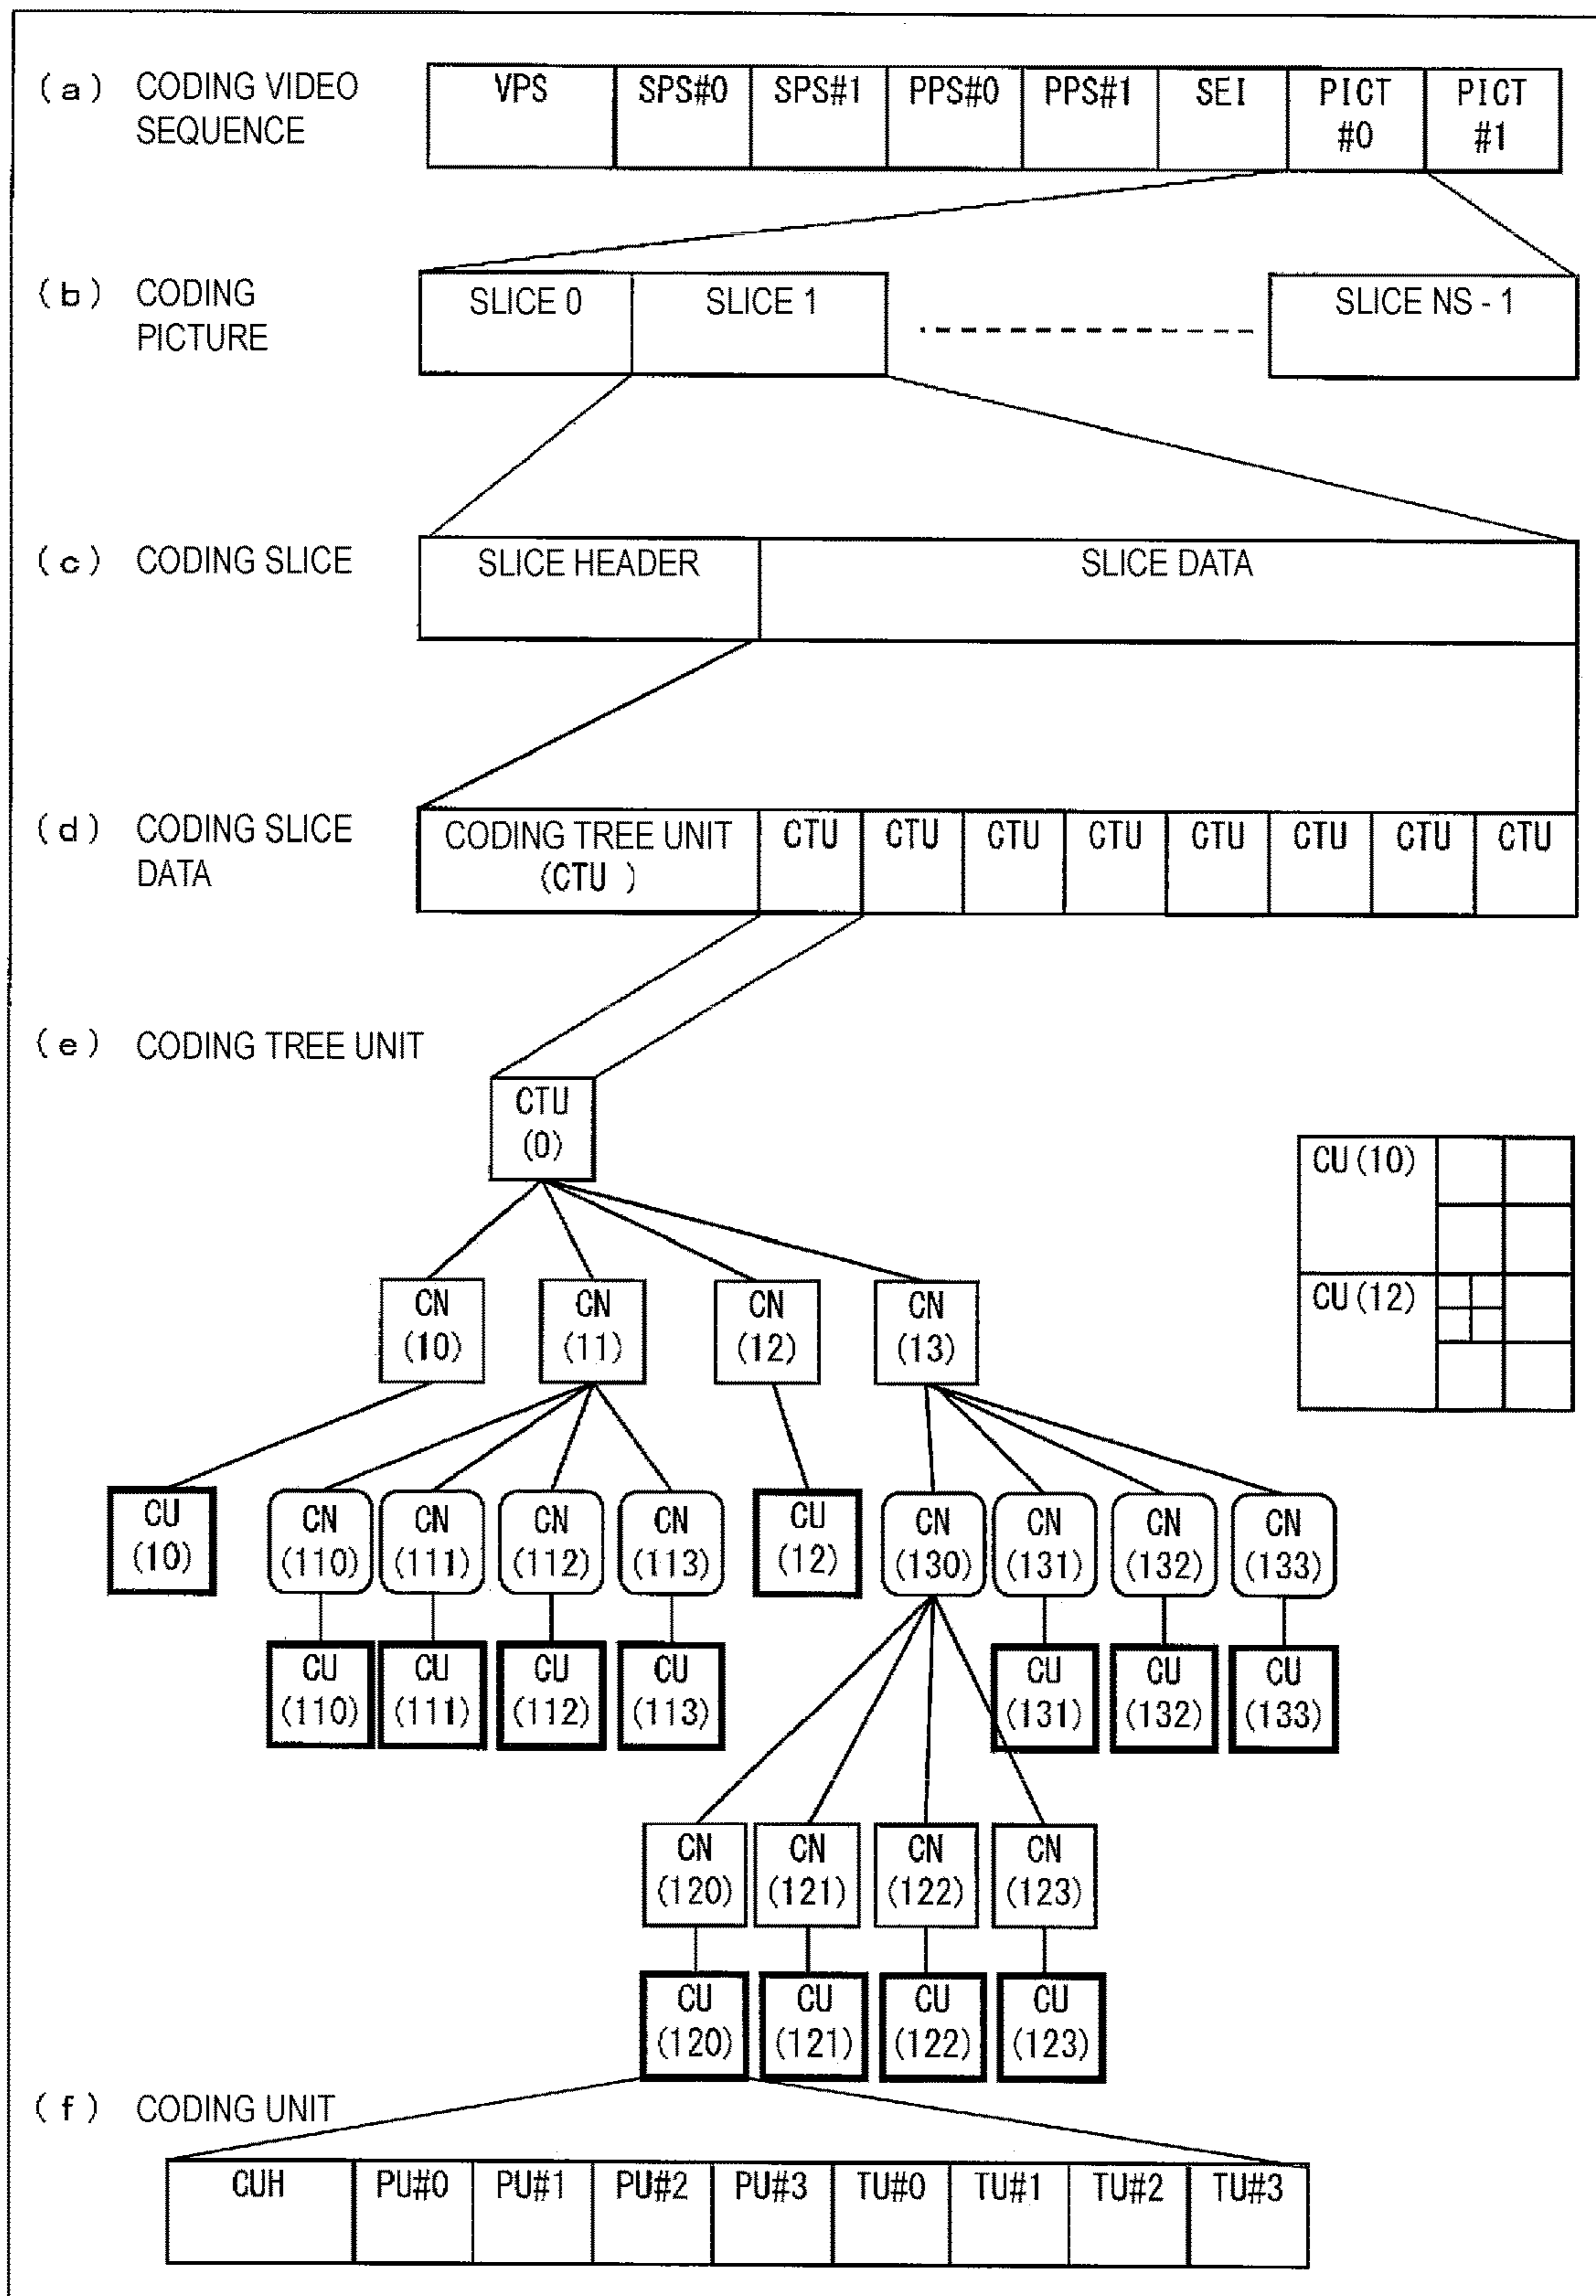 (a) CODING VIDEO
SEQUENCE
VPS SPS#0 SPS#1 PPS#0 PPS#1 SEI PICT PICT
#0 #1
(b) CODING
PICTURE
SLICE 0 SLICE 1 SLICE NS - 1
(c) CODING SLICE
SLICE HEADER SLICE DATA
(d) CODING SLICE
DATA
CODING TREE UNIT CTU CTU CTU CTU CTU CTU CTU CTU
(CTU )
(e) CODING TREE UNIT
CTU
(0)
CU(10)
CU(12)
CN CN CN CN
(10) (11) (12) (13)
CU CN CN CN CN CU CN CN CN CN
(10) (110) (111) (112) (113) (12) (130) (131) (132) (133)
CU CU CU CU CU CU CU
(110) (111) (112) (113) (131) (132) (133)
CN CN CN CN
(120) (121) (122) (123)
CU CU CU CU
(120) (121) (122) (123)
(f) CODING UNIT
CUH PU#0 PU#1 PU#2 PU#3 TU#0 TU#1 TU#2 TU#3